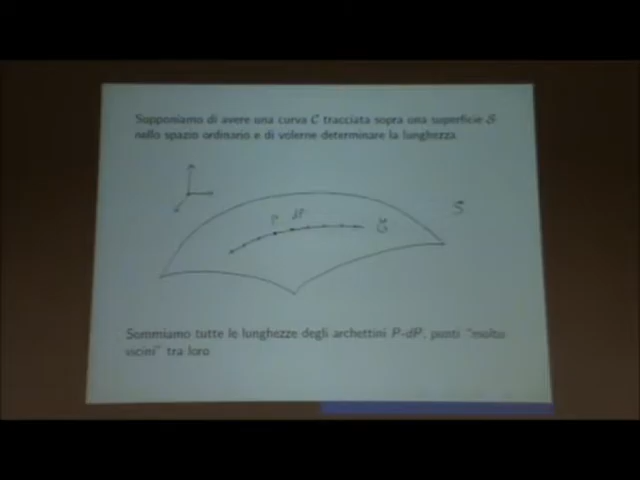 Supponiamo di avere una curva C tracciata sopra una superficie S
nello spazio ordinario e di volerne determinare la lunghezza.
P dP
S
Sommiamo tutte le lunghezze degli archettini P-dP, punti "molto
vicini" tra loro